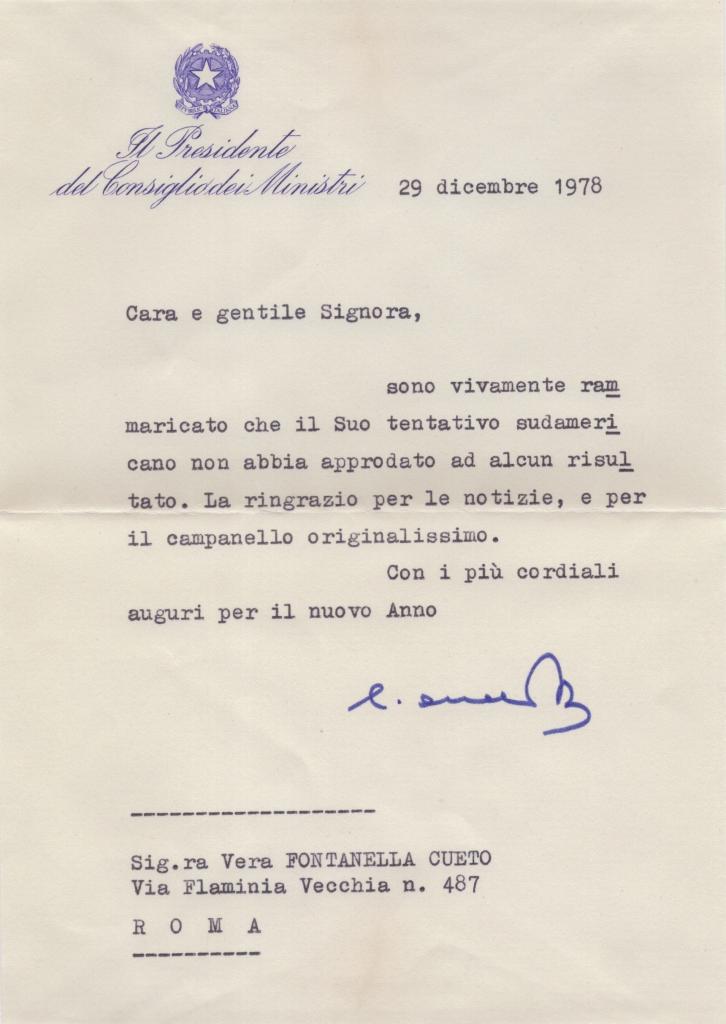 Il Presidente
del Consiglio dei Ministri
29 dicembre 1978
Cara e gentile Signora,
sono vivamente ram
maricato che il Suo tentativo sudameri
cano non abbia approdato ad alcun risul
tato. La ringrazio per le notizie, e per
il campanello originalissimo.
Con i più cordiali
auguri per il nuovo Anno
-------------------
Sig.ra Vera FONTANELLA CUETO
Via Flaminia Vecchia n. 487
R O M A
----------